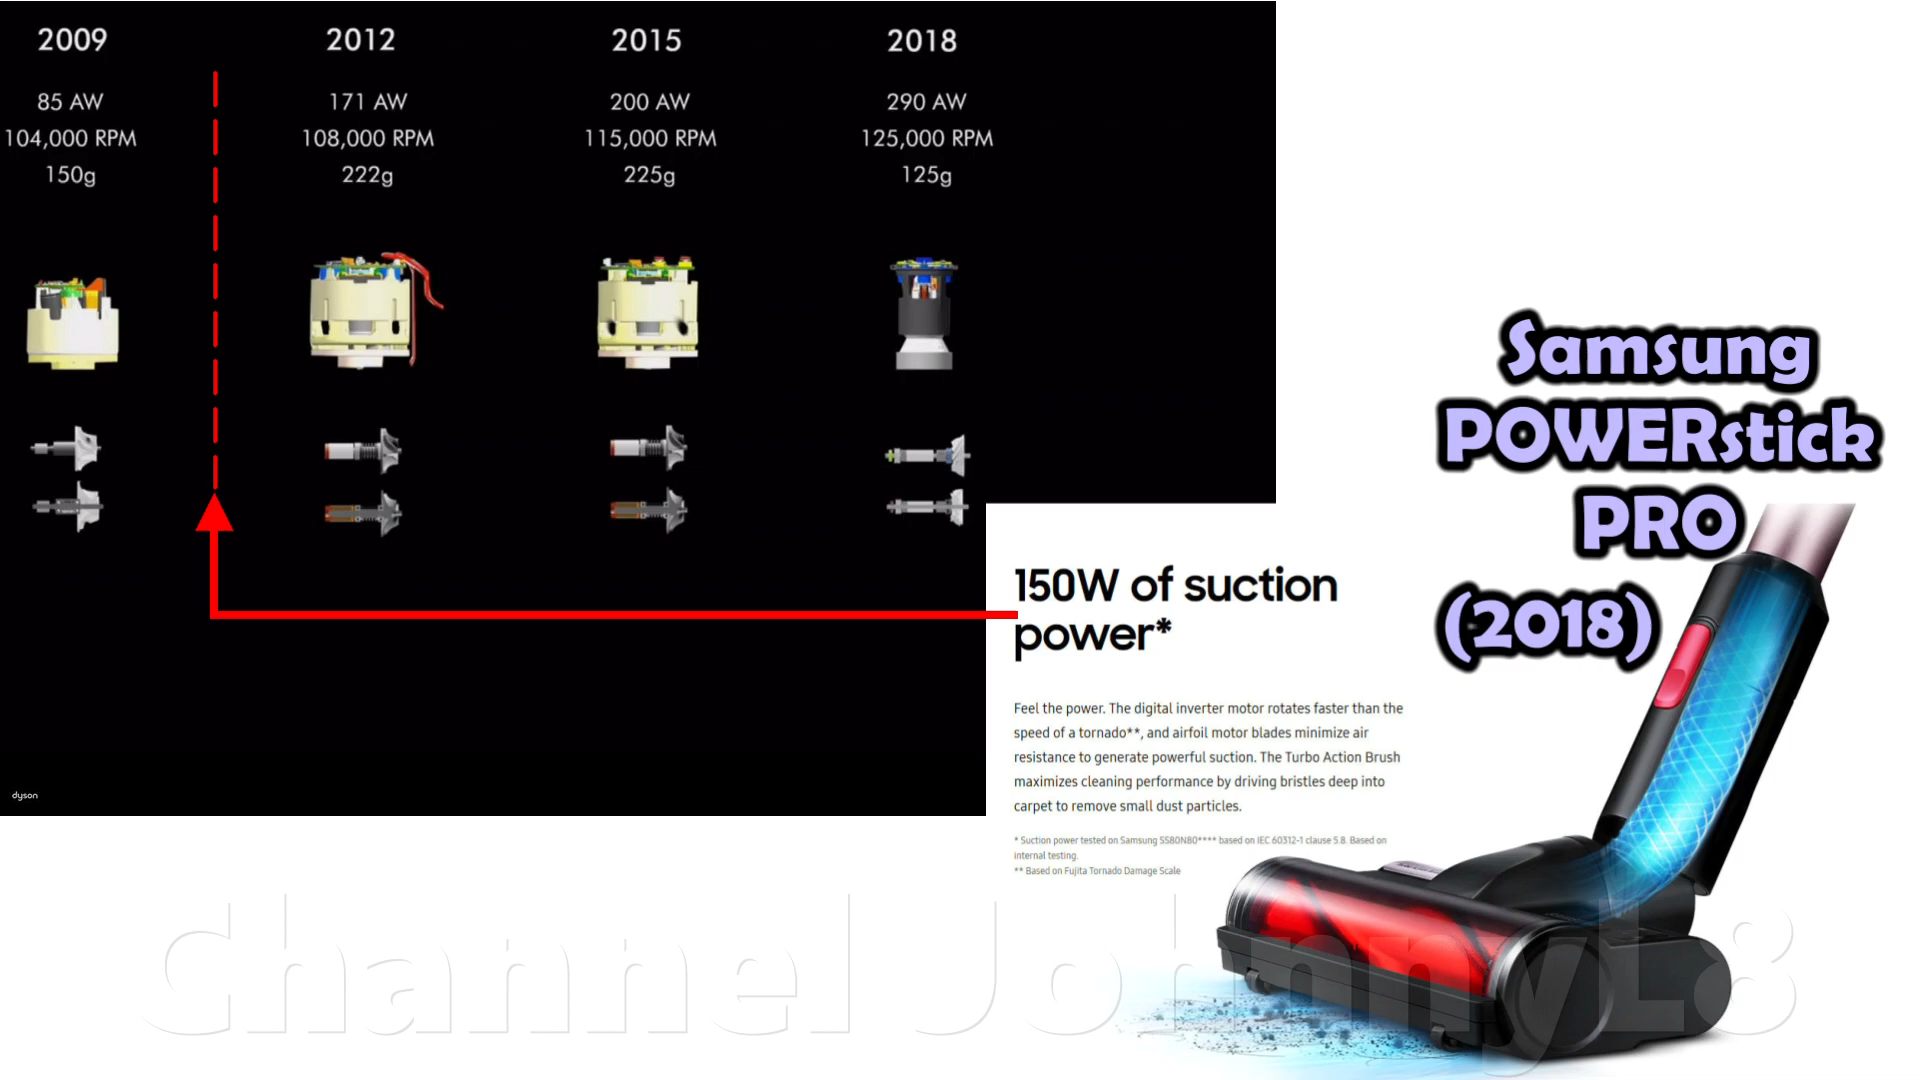 2009
85 AW
104,000 RPM
150g
2012
171 AW
108,000 RPM
222g
2015
200 AW
115,000 RPM
225g
2018
290 AW
125,000 RPM
125g
dyson
Samsung
POWERstick
PRO
(2018)
150W of suction
power*
Feel the power. The digital inverter motor rotates faster than the
speed of a tornado**, and airfoil motor blades minimize air
resistance to generate powerful suction. The Turbo Action Brush
maximizes cleaning performance by driving bristles deep into
carpet to remove small dust particles.
* Suction power tested on Samsung SS80N80**** based on IEC 60312-1 clause 5.8. Based on
internal testing.
** Based on Fujita Tornado Damage Scale
Channel JohnnyL8